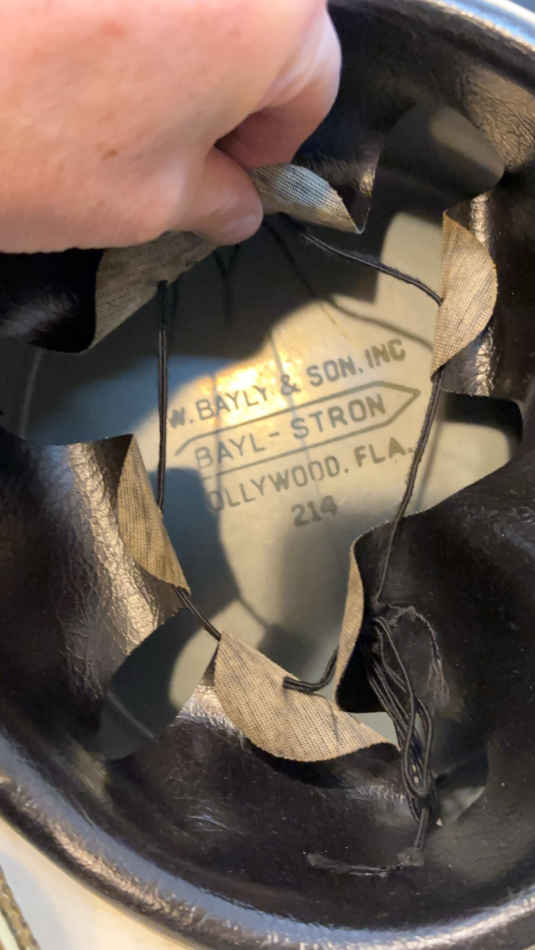 W. BAYLY & SON, INC
BAYL-STRON
OLLYWOOD, FLA.
214